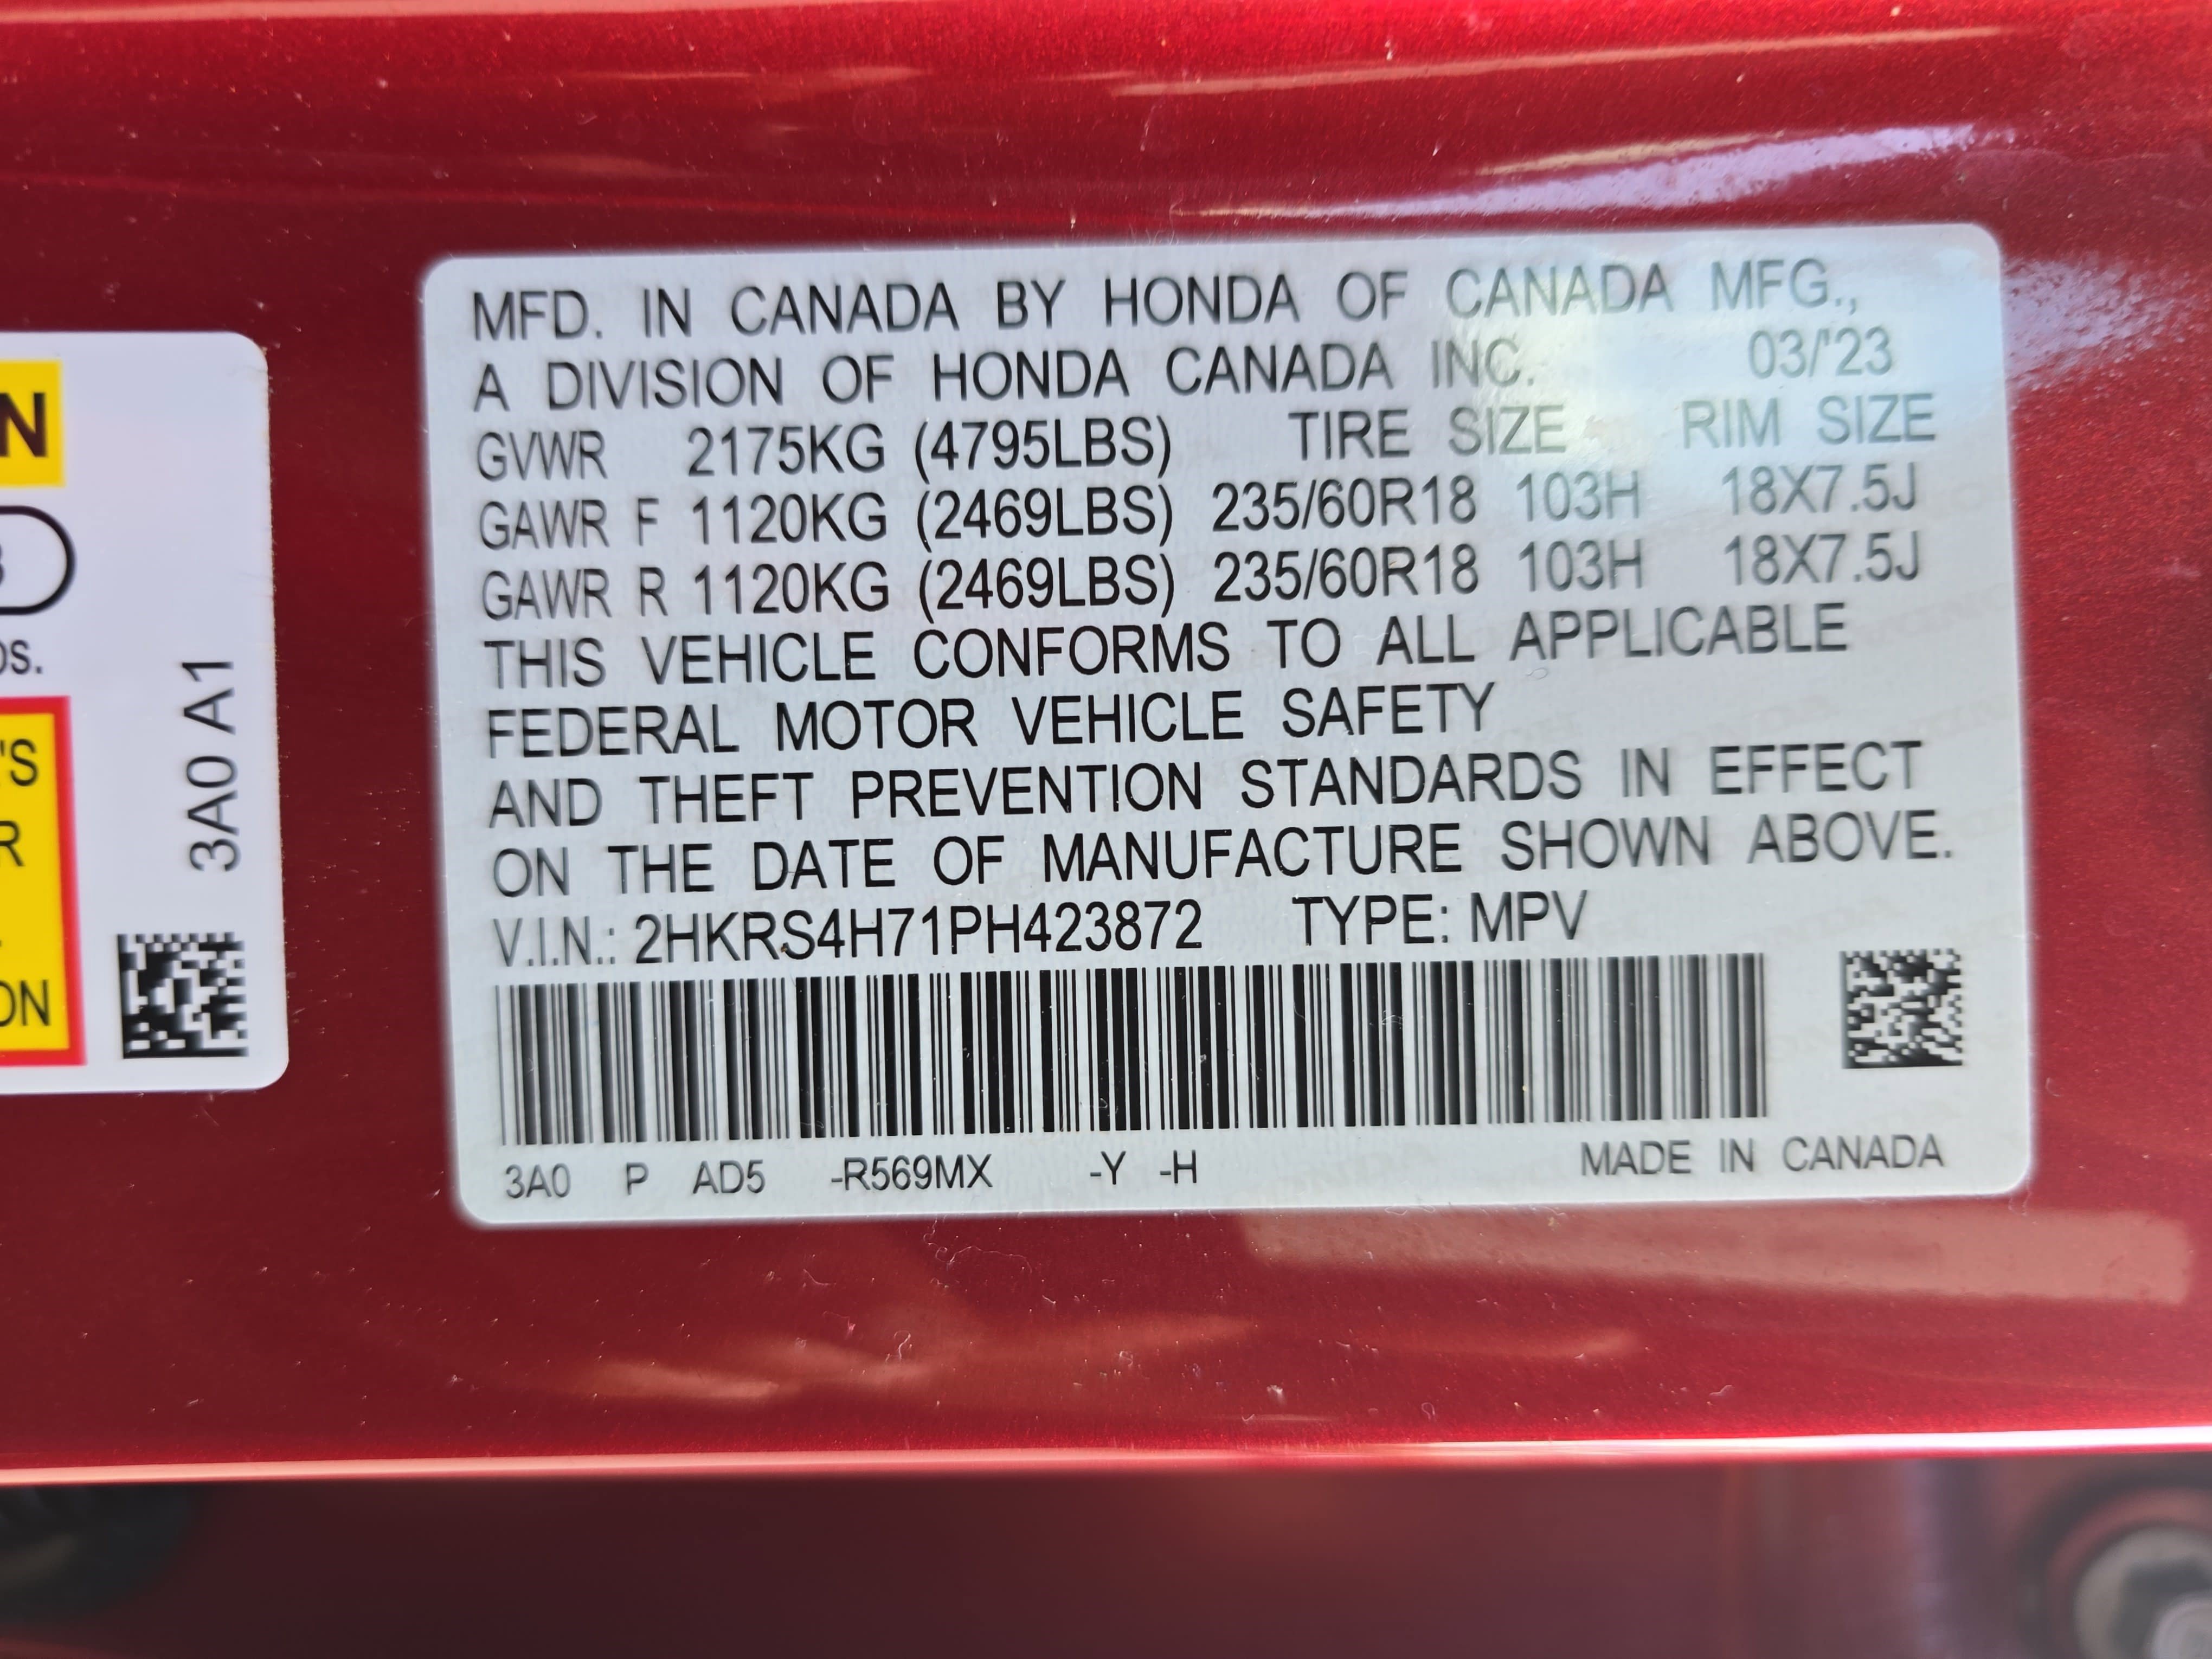 MFD. IN CANADA BY HONDA OF CANADA MFG.,
A DIVISION OF HONDA CANADA INC. 03/'23
GVWR 2175KG (4795LBS) TIRE SIZE RIM SIZE
GAWR F 1120KG (2469LBS) 235/60R18 103H 18X7.5J
GAWR R 1120KG (2469LBS) 235/60R18 103H 18X7.5J
THIS VEHICLE CONFORMS TO ALL APPLICABLE
FEDERAL MOTOR VEHICLE SAFETY
AND THEFT PREVENTION STANDARDS IN EFFECT
ON THE DATE OF MANUFACTURE SHOWN ABOVE.
V.I.N.: 2HKRS4H71PH423872 TYPE: MPV
3A0 P AD5 -R569MX -Y -H MADE IN CANADA
3A0 A1